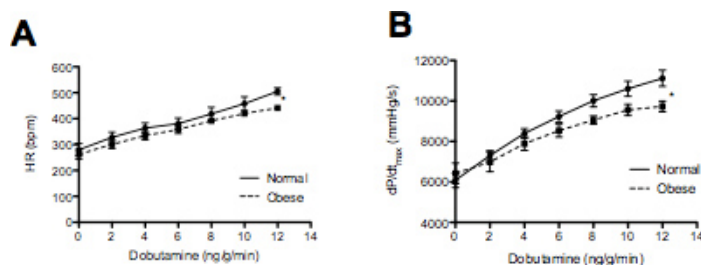 A
HR (bpm)
600
500
400
300
200
100
0
*
Normal
Obese
0 2 4 6 8 10 12 14
Dobutamine (ng/g/min)
B
dP/dtmax (mmHg/s)
12000
10000
8000
6000
4000
*
Normal
Obese
0 2 4 6 8 10 12 14
Dobutamine (ng/g/min)